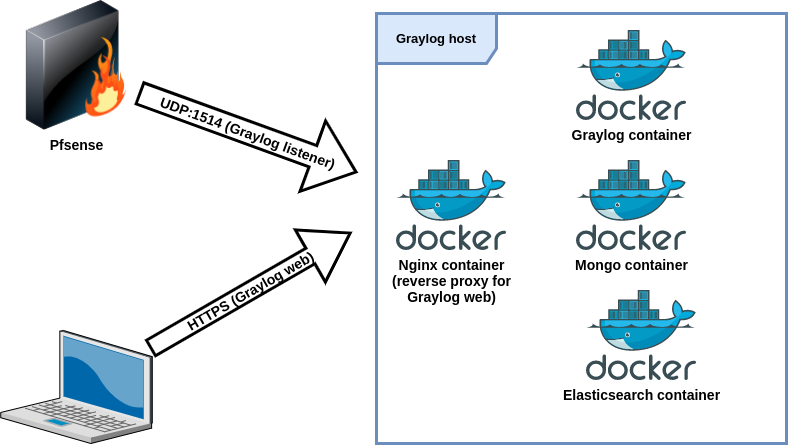 Graylog host
docker
Graylog container
UDP:1514 (Graylog listener)
Pfsense
docker
Nginx container
(reverse proxy for
Graylog web)
docker
Mongo container
HTTPS (Graylog web)
docker
Elasticsearch container